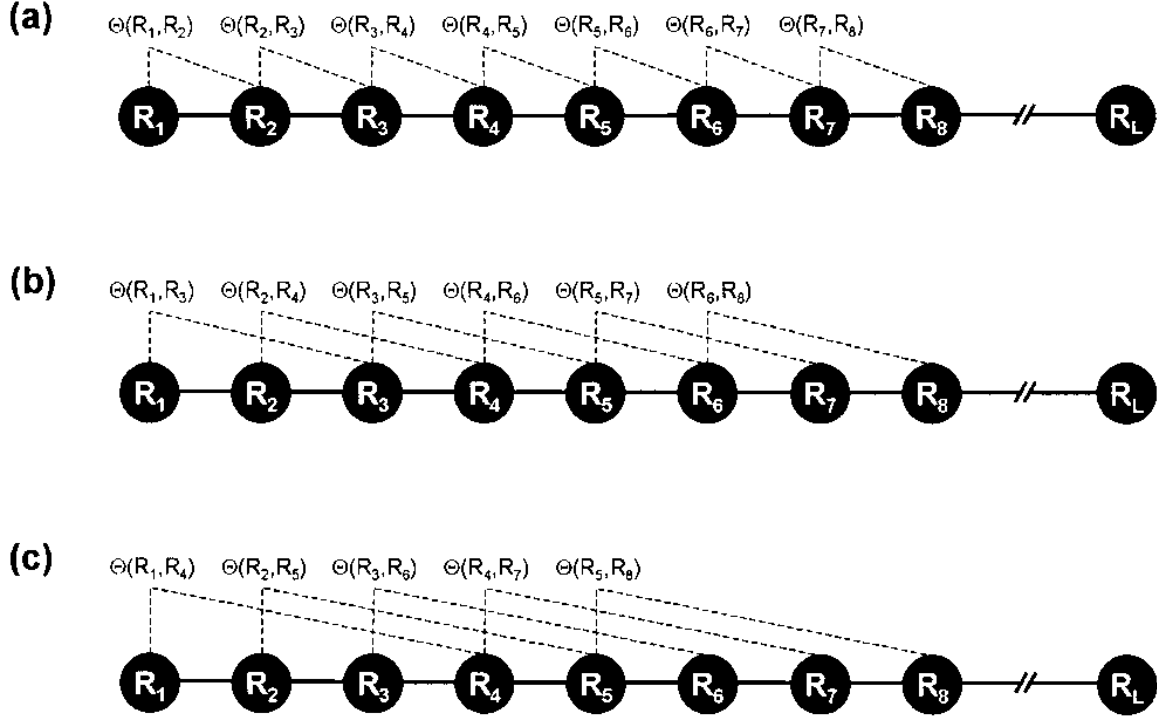 (a)
Θ(R₁,R₂) Θ(R₂,R₃) Θ(R₃,R₄) Θ(R₄,R₅) Θ(R₅,R₆) Θ(R₆,R₇) Θ(R₇,R₈)
R₁ R₂ R₃ R₄ R₅ R₆ R₇ R₈ // R_L
(b)
Θ(R₁,R₃) Θ(R₂,R₄) Θ(R₃,R₅) Θ(R₄,R₆) Θ(R₅,R₇) Θ(R₆,R₈)
R₁ R₂ R₃ R₄ R₅ R₆ R₇ R₈ // R_L
(c)
Θ(R₁,R₄) Θ(R₂,R₅) Θ(R₃,R₆) Θ(R₄,R₇) Θ(R₅,R₈)
R₁ R₂ R₃ R₄ R₅ R₆ R₇ R₈ // R_L